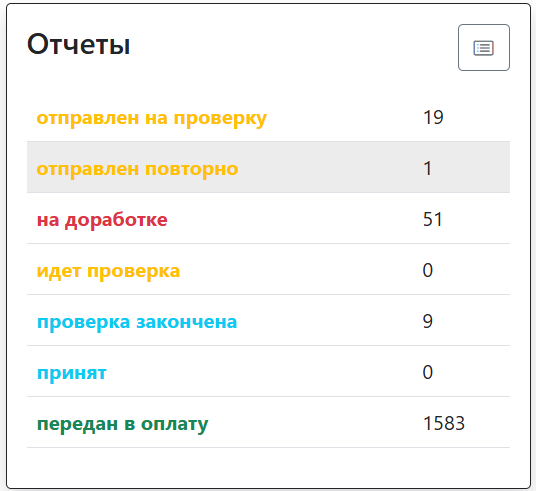 Отчеты
отправлен на проверку 19
отправлен повторно 1
на доработке 51
идет проверка 0
проверка закончена 9
принят 0
передан в оплату 1583